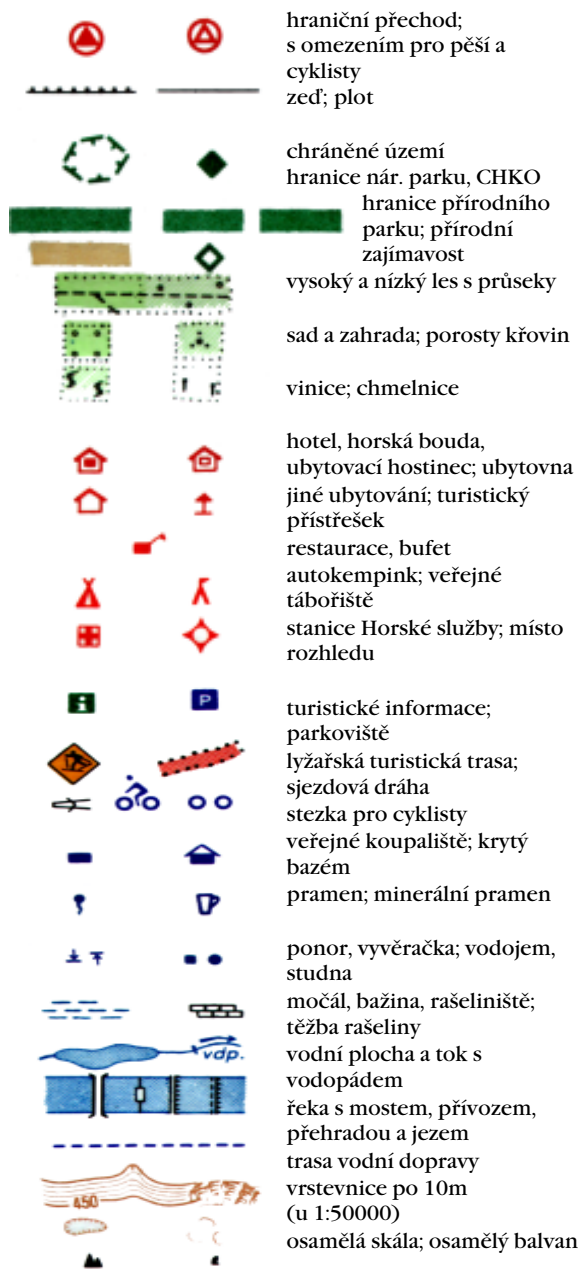 hraniční přechod;
s omezením pro pěší a
cyklisty
zeď; plot
chráněné území
hranice nár. parku, CHKO
hranice přírodního
parku; přírodní
zajímavost
vysoký a nízký les s průseky
sad a zahrada; porosty křovin
vinice; chmelnice
hotel, horská bouda,
ubytovací hostinec; ubytovna
jiné ubytování; turistický
přístřešek
restaurace, bufet
autokempink; veřejné
tábořiště
stanice Horské služby; místo
rozhledu
i P
turistické informace;
parkoviště
lyžařská turistická trasa;
sjezdová dráha
stezka pro cyklisty
veřejné koupaliště; krytý
bazém
pramen; minerální pramen
ponor, vyvěračka; vodojem,
studna
močál, bažina, rašeliniště;
těžba rašeliny
vdp.
vodní plocha a tok s
vodopádem
řeka s mostem, přívozem,
přehradou a jezem
trasa vodní dopravy
vrstevnice po 10m
450
(u 1:50000)
osamělá skála; osamělý balvan